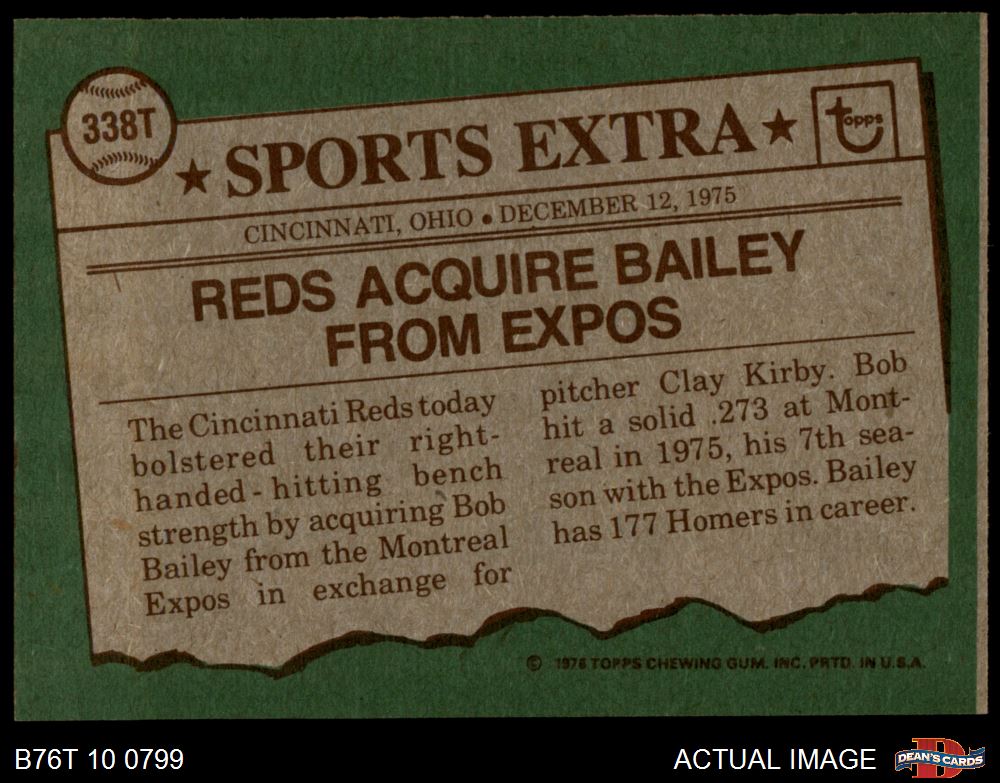 338T
★ SPORTS EXTRA ★
topps
CINCINNATI, OHIO • DECEMBER 12, 1975
REDS ACQUIRE BAILEY
FROM EXPOS
The Cincinnati Reds today
bolstered their right-
handed-hitting bench
strength by acquiring Bob
Bailey from the Montreal
Expos in exchange for
pitcher Clay Kirby. Bob
hit a solid .273 at Mont-
real in 1975, his 7th sea-
son with the Expos. Bailey
has 177 Homers in career.
© 1976 TOPPS CHEWING GUM. INC. PRTD. IN U.S.A.
B76T 10 0799
ACTUAL IMAGE
D
DEAN'S CARDS